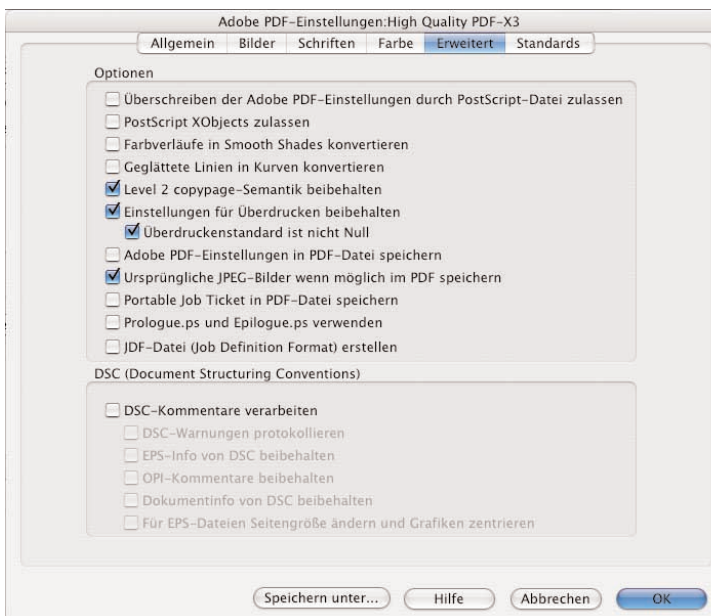 Adobe PDF-Einstellungen:High Quality PDF-X3
Allgemein Bilder Schriften Farbe Erweitert Standards
Optionen
Überschreiben der Adobe PDF-Einstellungen durch PostScript-Datei zulassen
PostScript XObjects zulassen
Farbverläufe in Smooth Shades konvertieren
Geglättete Linien in Kurven konvertieren
Level 2 copypage-Semantik beibehalten
Einstellungen für Überdrucken beibehalten
Überdruckenstandard ist nicht Null
Adobe PDF-Einstellungen in PDF-Datei speichern
Ursprüngliche JPEG-Bilder wenn möglich im PDF speichern
Portable Job Ticket in PDF-Datei speichern
Prologue.ps und Epilogue.ps verwenden
JDF-Datei (Job Definition Format) erstellen
DSC (Document Structuring Conventions)
DSC-Kommentare verarbeiten
DSC-Warnungen protokollieren
EPS-Info von DSC beibehalten
OPI-Kommentare beibehalten
Dokumentinfo von DSC beibehalten
Für EPS-Dateien Seitengröße ändern und Grafiken zentrieren
Speichern unter... Hilfe Abbrechen OK